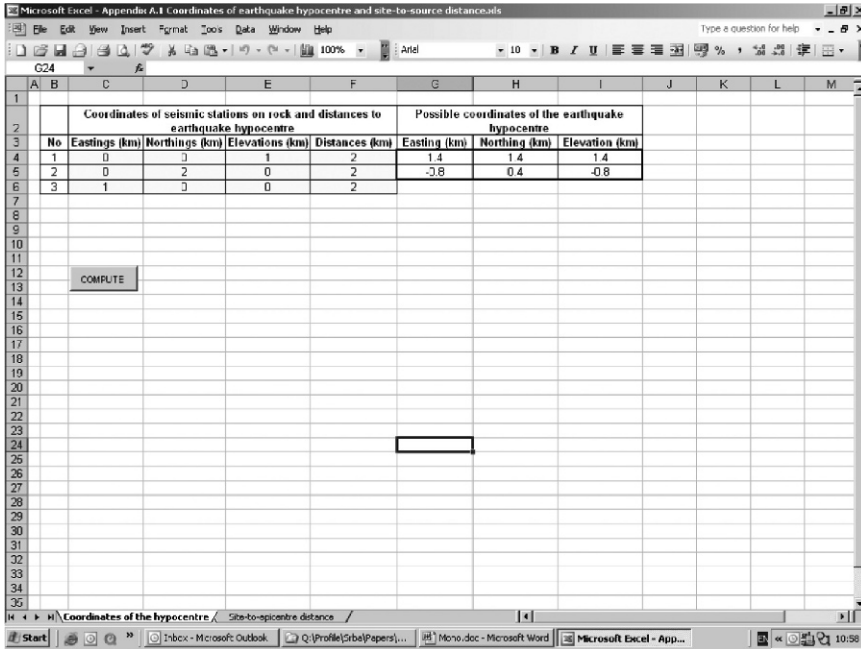 Microsoft Excel - Appendix A.1 Coordinates of earthquake hypocentre and site-to-source distance.xls
File Edit View Insert Format Tools Data Window Help Type a question for help
100% Arial 10 B I U % ,
G24 fx
A B C D E F G H I J K L M
1
2 Coordinates of seismic stations on rock and distances to earthquake hypocentre Possible coordinates of the earthquake hypocentre
3 No Eastings (km) Northings (km) Elevations (km) Distances (km) Easting (km) Northing (km) Elevation (km)
4 1 0 0 1 2 1.4 1.4 1.4
5 2 0 2 0 2 -0.8 0.4 -0.8
6 3 1 0 0 2
7
8
9
10
11
12
COMPUTE
13
14
15
16
17
18
19
20
21
22
23
24
25
26
27
28
29
30
31
32
33
34
35
Coordinates of the hypocentre Site-to-epicentre distance
Start Inbox - Microsoft Outlook Q:\Profile\Srba\Papers\... Mono.doc - Microsoft Word Microsoft Excel - App... 10:58